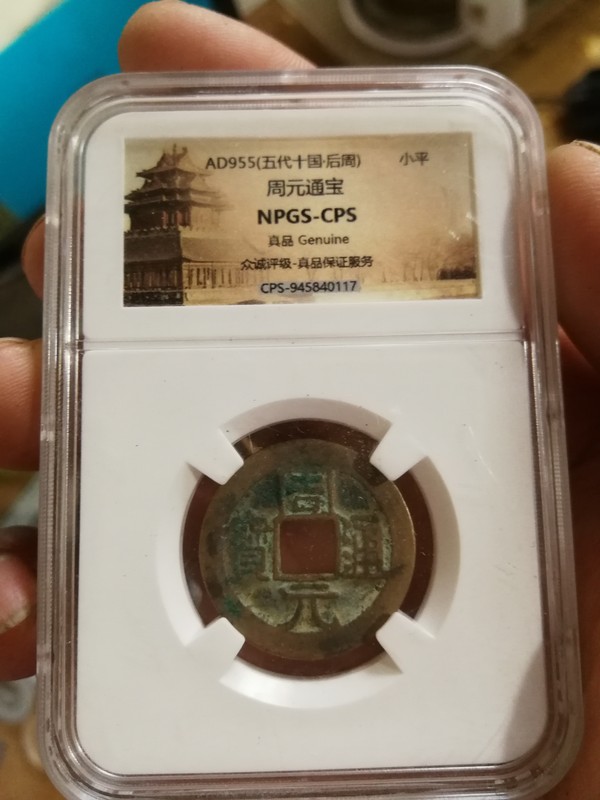 AD955(五代十国·后周) 小平
周元通宝
NPGS-CPS
真品 Genuine
众诚评级-真品保证服务
CPS-945840117
周
寶 通
元